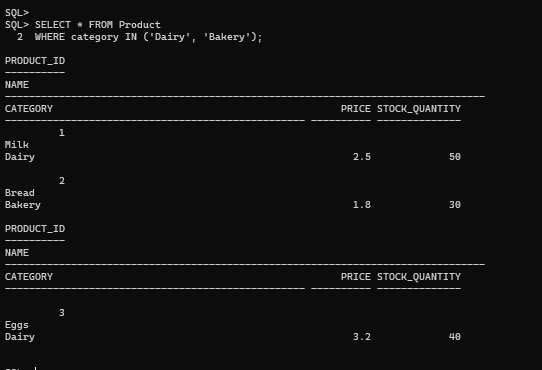 SQL>
SQL> SELECT * FROM Product
  2  WHERE category IN ('Dairy', 'Bakery');
PRODUCT_ID
----------
NAME
--------------------------------------------------------------------------------
CATEGORY                                                PRICE STOCK_QUANTITY
-------------------------------------------------- ---------- --------------
         1
Milk
Dairy                                                     2.5             50
         2
Bread
Bakery                                                    1.8             30
PRODUCT_ID
----------
NAME
--------------------------------------------------------------------------------
CATEGORY                                                PRICE STOCK_QUANTITY
-------------------------------------------------- ---------- --------------
         3
Eggs
Dairy                                                     3.2             40